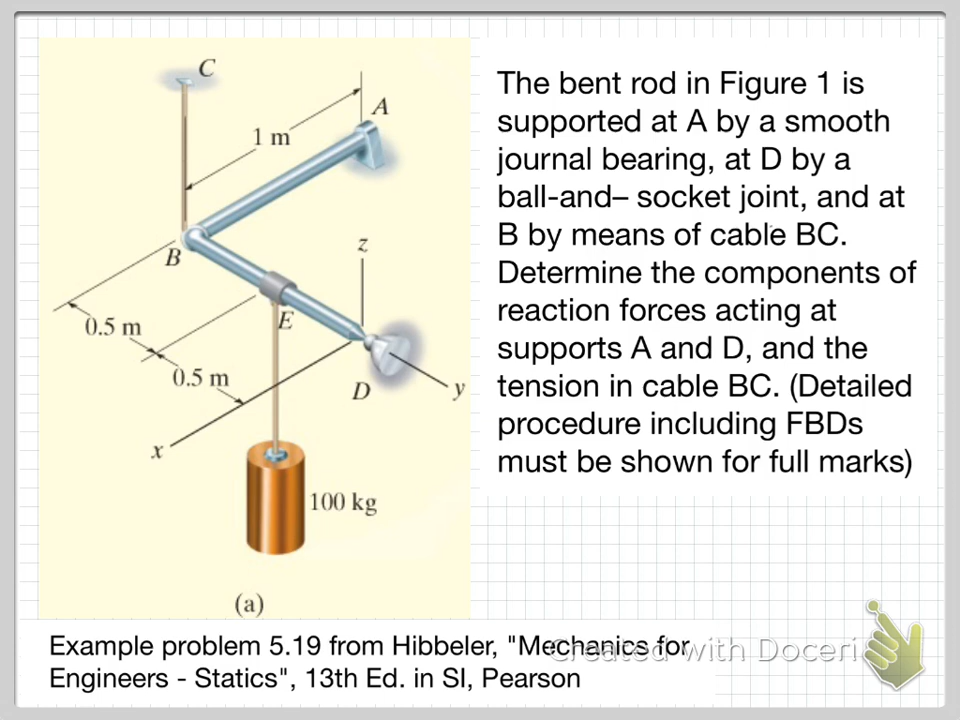 C
A
1 m
B
z
0.5 m
E
0.5 m
D
y
x
100 kg
(a)
The bent rod in Figure 1 is
supported at A by a smooth
journal bearing, at D by a
ball-and– socket joint, and at
B by means of cable BC.
Determine the components of
reaction forces acting at
supports A and D, and the
tension in cable BC. (Detailed
procedure including FBDs
must be shown for full marks)
Example problem 5.19 from Hibbeler, "Mechanics for
Engineers - Statics", 13th Ed. in SI, Pearson
Created with Doceri